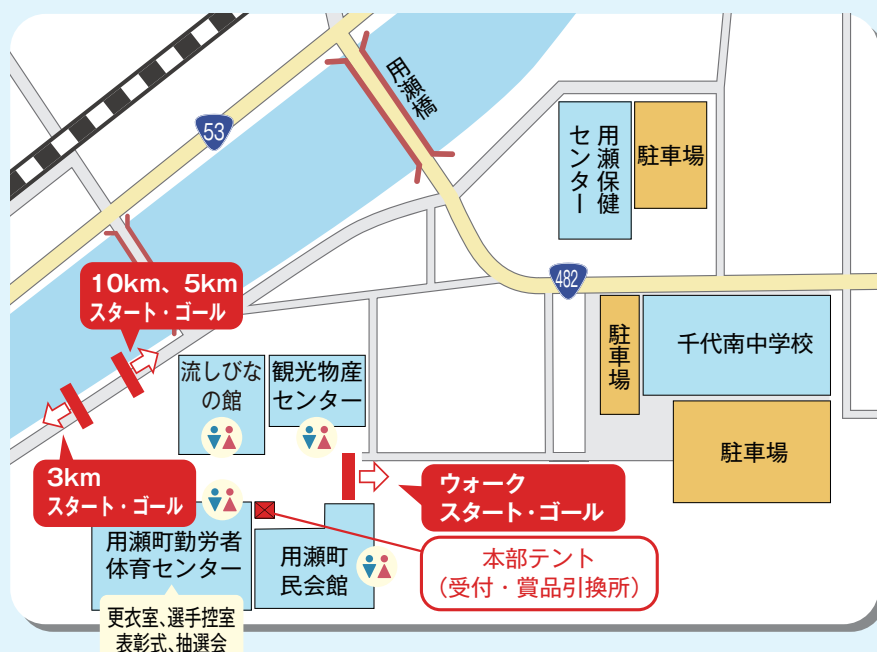 用瀬橋
53
用瀬保健
センター
駐車場
10km、5km
スタート・ゴール
482
駐車場
千代南中学校
流しびな
の館
観光物産
センター
駐車場
3km
スタート・ゴール
ウォーク
スタート・ゴール
用瀬町勤労者
体育センター
用瀬町
民会館
本部テント
（受付・賞品引換所）
更衣室、選手控室
表彰式、抽選会